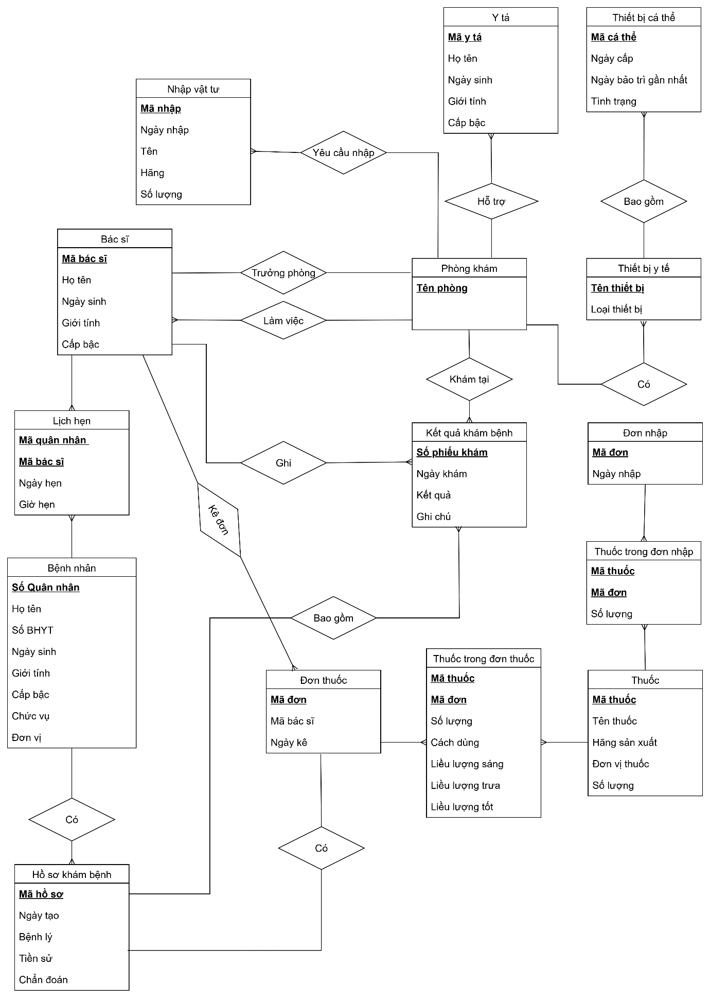 Y tá
Mã y tá
Họ tên
Ngày sinh
Giới tính
Cấp bậc
Thiết bị cá thể
Mã cá thể
Ngày cấp
Ngày bảo trì gần nhất
Tình trạng
Nhập vật tư
Mã nhập
Ngày nhập
Tên
Hãng
Số lượng
Yêu cầu nhập
Hỗ trợ
Bao gồm
Bác sĩ
Mã bác sĩ
Họ tên
Ngày sinh
Giới tính
Cấp bậc
Trưởng phòng
Làm việc
Phòng khám
Tên phòng
Thiết bị y tế
Tên thiết bị
Loại thiết bị
Khám tại
Có
Lịch hẹn
Mã quân nhân
Mã bác sĩ
Ngày hẹn
Giờ hẹn
Ghi
Kê đơn
Kết quả khám bệnh
Số phiếu khám
Ngày khám
Kết quả
Ghi chú
Đơn nhập
Mã đơn
Ngày nhập
Thuốc trong đơn nhập
Mã thuốc
Mã đơn
Số lượng
Bệnh nhân
Số Quân nhân
Họ tên
Số BHYT
Ngày sinh
Giới tính
Cấp bậc
Chức vụ
Đơn vị
Bao gồm
Đơn thuốc
Mã đơn
Mã bác sĩ
Ngày kê
Thuốc trong đơn thuốc
Mã thuốc
Mã đơn
Số lượng
Cách dùng
Liều lượng sáng
Liều lượng trưa
Liều lượng tốt
Thuốc
Mã thuốc
Tên thuốc
Hãng sản xuất
Đơn vị thuốc
Số lượng
Có
Có
Hồ sơ khám bệnh
Mã hồ sơ
Ngày tạo
Bệnh lý
Tiền sử
Chẩn đoán